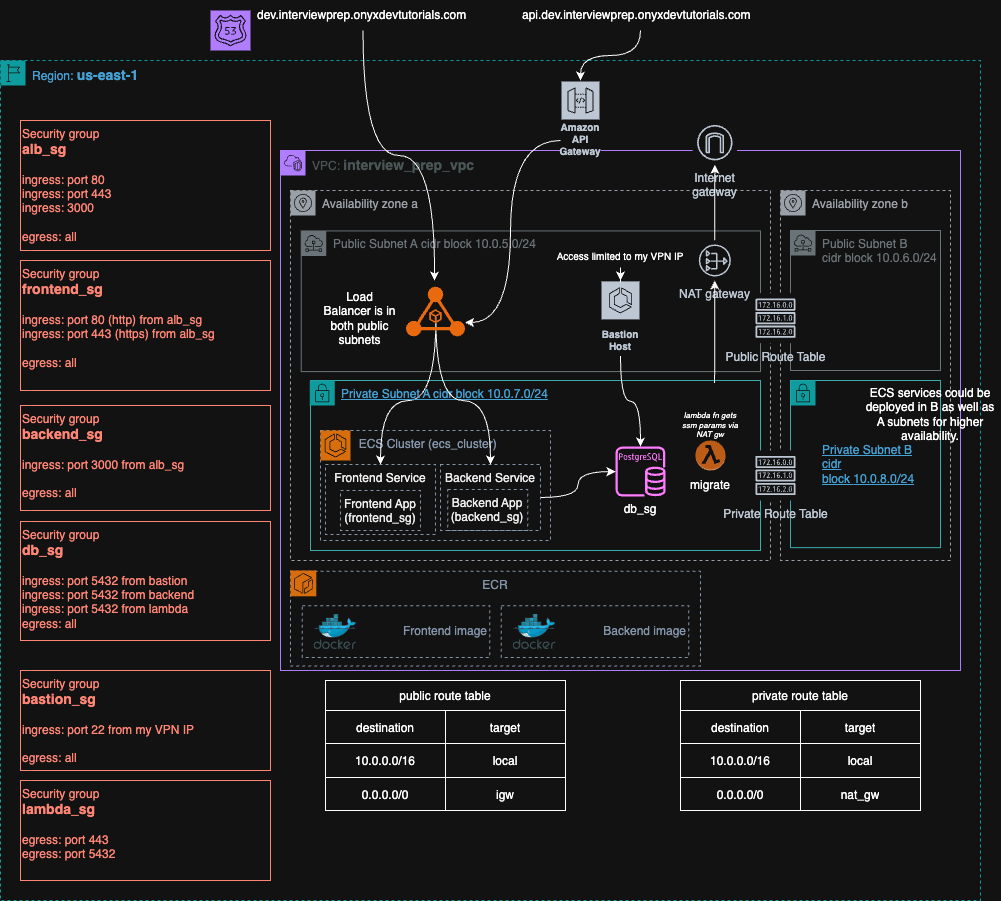 dev.interviewprep.onyxdevtutorials.com
api.dev.interviewprep.onyxdevtutorials.com
53
Region: us-east-1
Amazon
API
Gateway
Security group
alb_sg
ingress: port 80
ingress: port 443
ingress: 3000
egress: all
Security group
frontend_sg
ingress: port 80 (http) from alb_sg
ingress: port 443 (https) from alb_sg
egress: all
Security group
backend_sg
ingress: port 3000 from alb_sg
egress: all
Security group
db_sg
ingress: port 5432 from bastion
ingress: port 5432 from backend
ingress: port 5432 from lambda
egress: all
Security group
bastion_sg
ingress: port 22 from my VPN IP
egress: all
Security group
lambda_sg
egress: port 443
egress: port 5432
VPC: interview_prep_vpc
Internet
gateway
Availability zone a
Availability zone b
Public Subnet A cidr block 10.0.5.0/24
Public Subnet B
cidr block 10.0.6.0/24
Access limited to my VPN IP
Load
Balancer is in
both public
subnets
Bastion
Host
NAT gateway
172.16.0.0
172.16.1.0
172.16.2.0
Public Route Table
Private Subnet A cidr block 10.0.7.0/24
ECS services could be
deployed in B as well as
A subnets for higher
availability.
Private Subnet B
cidr
block 10.0.8.0/24
ECS Cluster (ecs_cluster)
Frontend Service
Frontend App
(frontend_sg)
Backend Service
Backend App
(backend_sg)
PostgreSQL
db_sg
lambda fn gets
ssm params via
NAT gw
migrate
172.16.0.0
172.16.1.0
172.16.2.0
Private Route Table
ECR
docker
Frontend image
docker
Backend image
public route table
destination target
10.0.0.0/16 local
0.0.0.0/0 igw
private route table
destination target
10.0.0.0/16 local
0.0.0.0/0 nat_gw